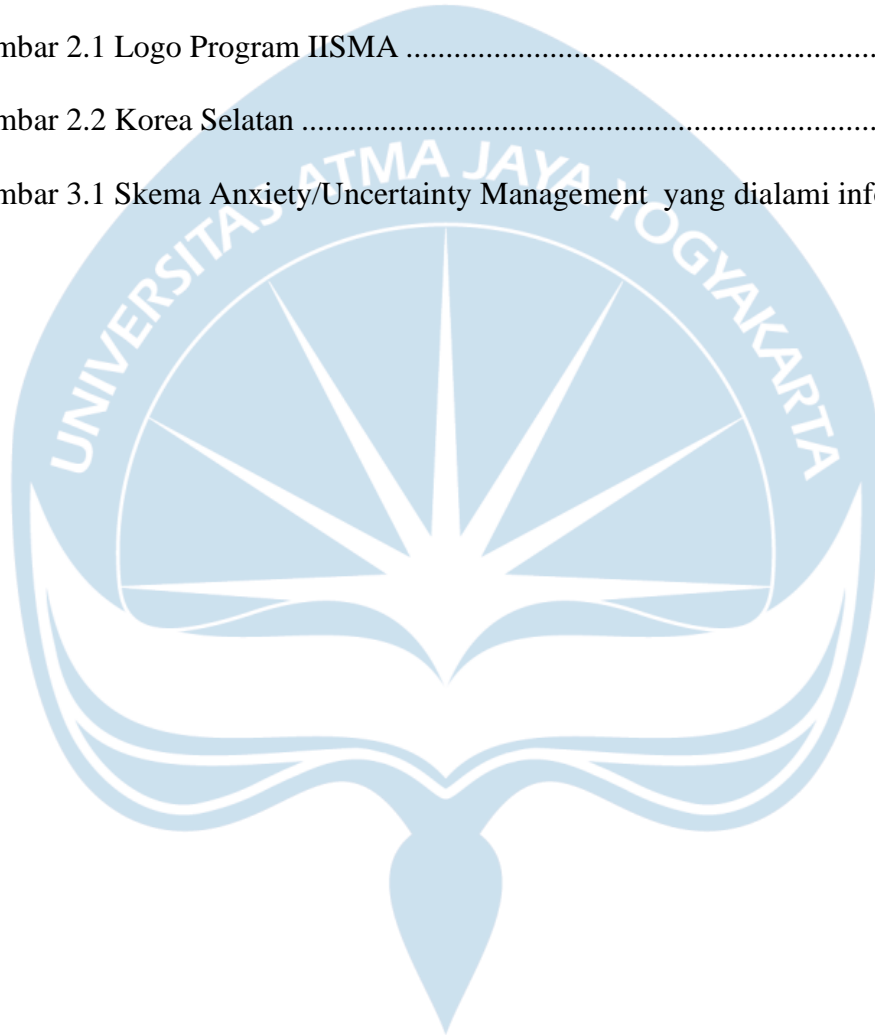 mbar 2.1 Logo Program IISMA ............................................................
mbar 2.2 Korea Selatan .........................................................................
mbar 3.1 Skema Anxiety/Uncertainty Management yang dialami info
UNIVERSITAS ATMA JAYA YOGYAKARTA